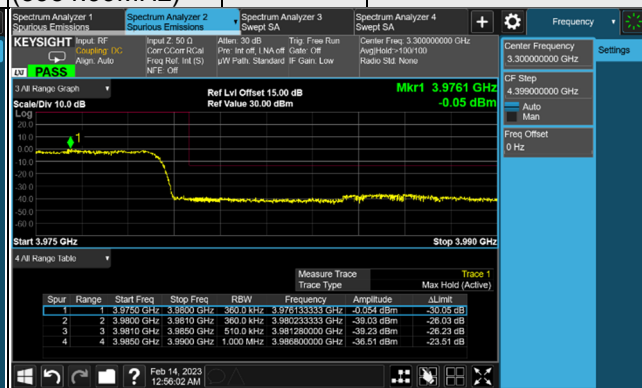 Spectrum Analyzer 1
Spurious Emissions
Spectrum Analyzer 2
Spurious Emissions
Spectrum Analyzer 3
Swept SA
Spectrum Analyzer 4
Swept SA
+
Frequency
KEYSIGHT
Input: RF
Coupling: DC
Align: Auto
Input Z: 50 Ω
Corr CCorr RCal
Freq Ref: Int (S)
NFE: Off
Atten: 30 dB
Pre: Int off, LNA off
µW Path: Standard
Trig: Free Run
Gate: Off
IF Gain: Low
Center Freq: 3.300000000 GHz
Avg|Hold:>100/100
Radio Std: None
LXI
PASS
Center Frequency
3.300000000 GHz
Settings
CF Step
4.399000000 GHz
Auto
Man
Freq Offset
0 Hz
3 All Range Graph
Scale/Div 10.0 dB
Ref Lvl Offset 15.00 dB
Ref Value 30.00 dBm
Mkr1 3.9761 GHz
-0.05 dBm
Log
20.0
10.0
0.00
-10.0
-20.0
-30.0
-40.0
-50.0
-60.0
1
Start 3.975 GHz
Stop 3.990 GHz
4 All Range Table
Measure Trace Trace 1
Trace Type Max Hold (Active)
Spur Range Start Freq Stop Freq RBW Frequency Amplitude ΔLimit
1 1 3.9750 GHz 3.9800 GHz 360.0 kHz 3.976133333 GHz -0.054 dBm -30.05 dB
2 2 3.9800 GHz 3.9810 GHz 360.0 kHz 3.980233333 GHz -39.03 dBm -26.03 dB
3 3 3.9810 GHz 3.9850 GHz 510.0 kHz 3.981280000 GHz -39.23 dBm -26.23 dB
4 4 3.9850 GHz 3.9900 GHz 1.000 MHz 3.986800000 GHz -36.51 dBm -23.51 dB
?
Feb 14, 2023
12:56:02 AM